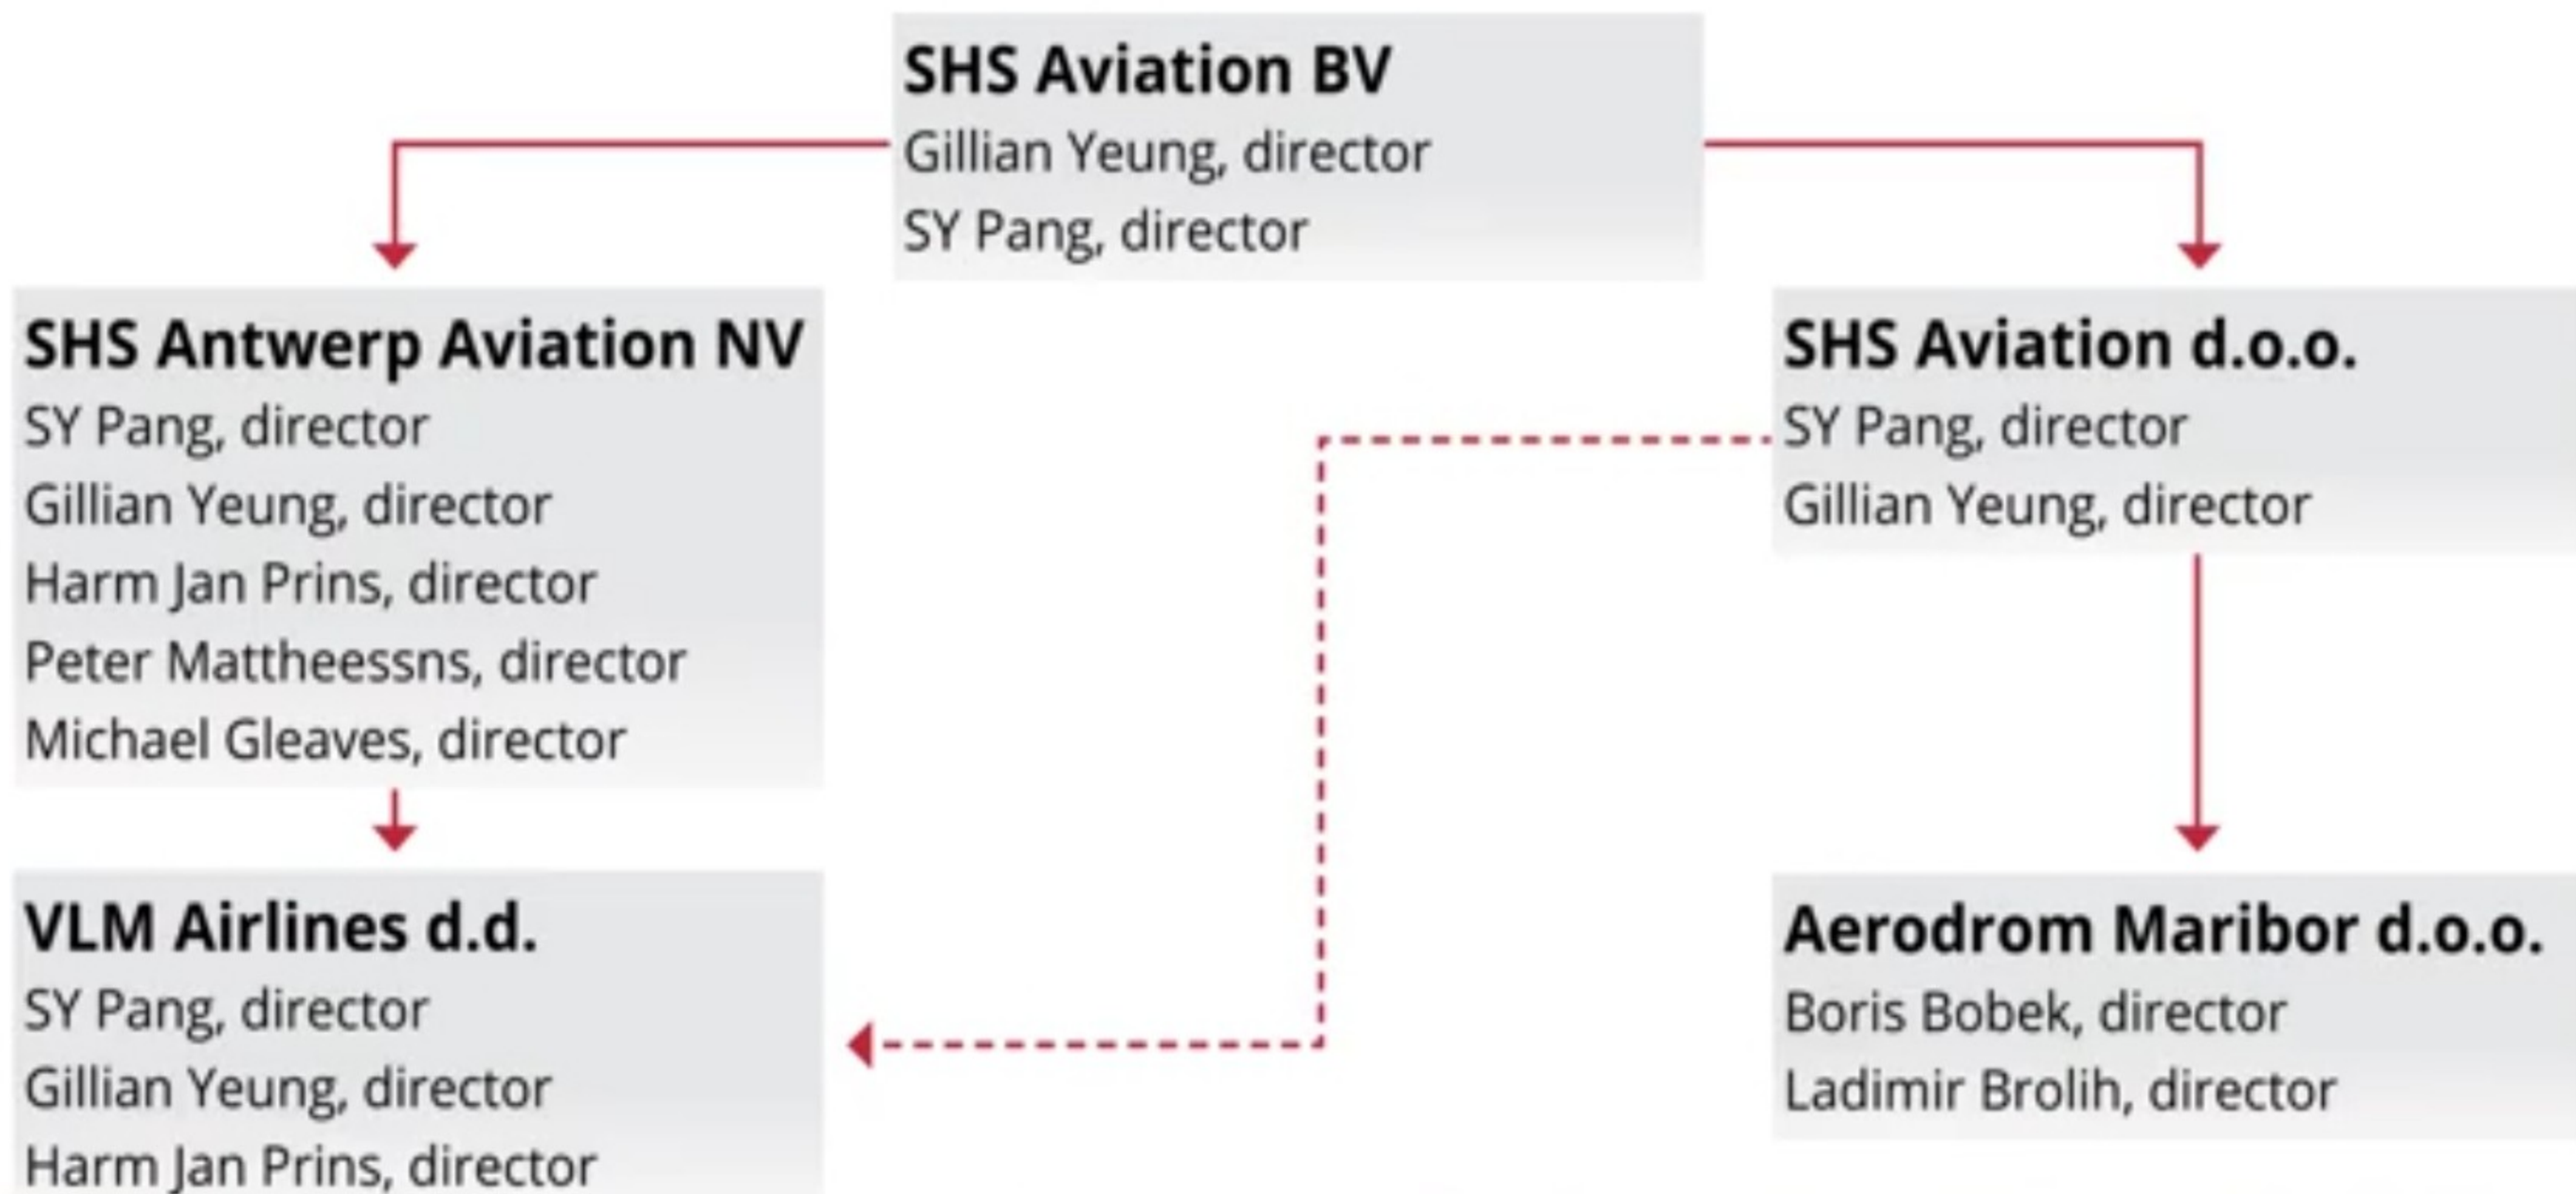 SHS Aviation BV
Gillian Yeung, director
SY Pang, director
SHS Antwerp Aviation NV
SY Pang, director
Gillian Yeung, director
Harm Jan Prins, director
Peter Mattheessns, director
Michael Gleaves, director
SHS Aviation d.o.o.
SY Pang, director
Gillian Yeung, director
VLM Airlines d.d.
SY Pang, director
Gillian Yeung, director
Harm Jan Prins, director
Aerodrom Maribor d.o.o.
Boris Bobek, director
Ladimir Brolih, director